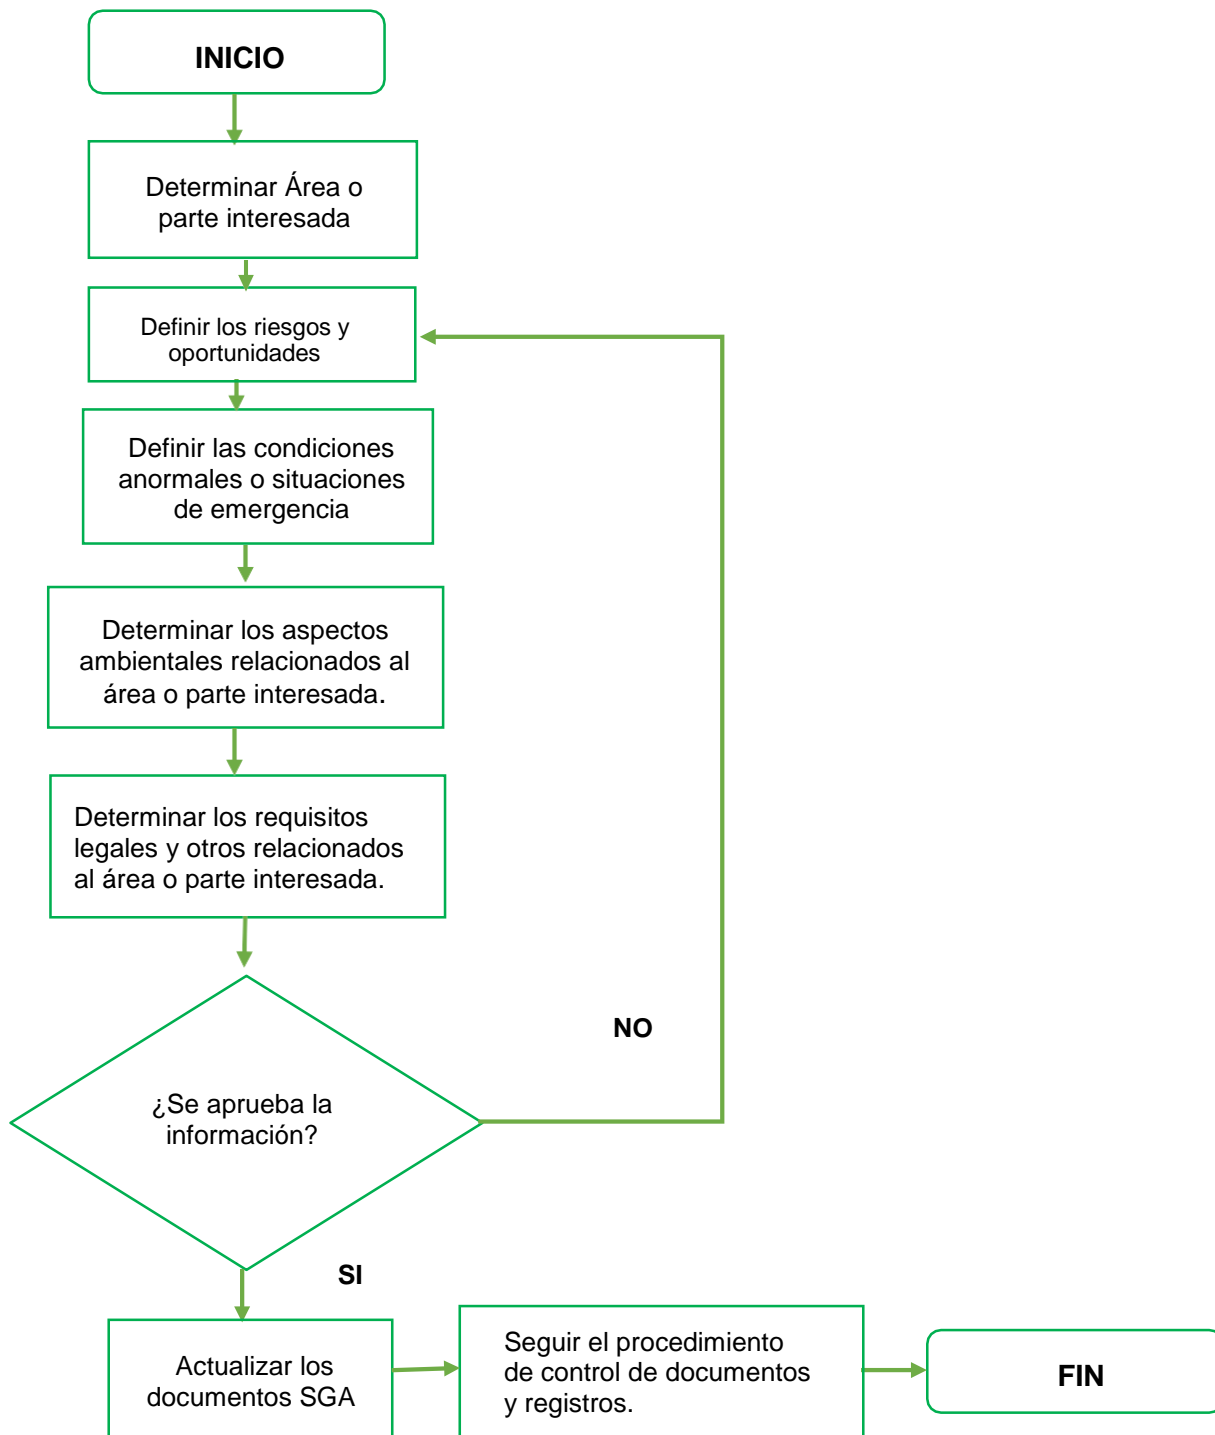 INICIO
Determinar Área o
parte interesada
Definir los riesgos y
oportunidades
Definir las condiciones
anormales o situaciones
de emergencia
Determinar los aspectos
ambientales relacionados al
área o parte interesada.
Determinar los requisitos
legales y otros relacionados
al área o parte interesada.
NO
¿Se aprueba la
información?
SI
Actualizar los
documentos SGA
Seguir el procedimiento
de control de documentos
y registros.
FIN